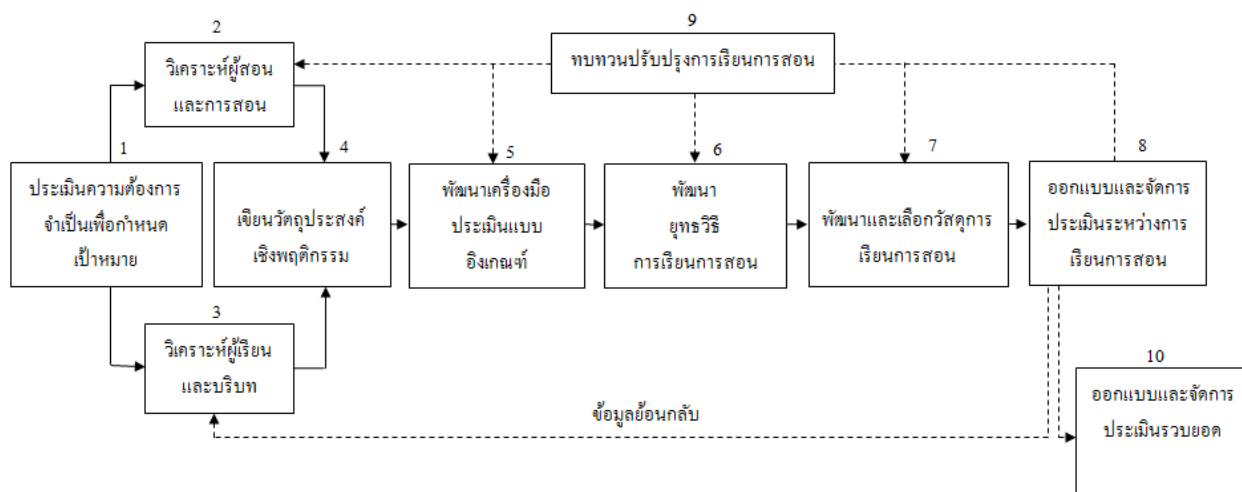 1
ประเมินความต้องการ
จำเป็นเพื่อกำหนด
เป้าหมาย
2
วิเคราะห์ผู้สอน
และการสอน
3
วิเคราะห์ผู้เรียน
และบริบท
4
เขียนวัตถุประสงค์
เชิงพฤติกรรม
5
พัฒนาเครื่องมือ
ประเมินแบบ
อิงเกณฑ์
6
พัฒนา
ยุทธวิธี
การเรียนการสอน
7
พัฒนาและเลือกวัสดุการ
เรียนการสอน
8
ออกแบบและจัดการ
ประเมินระหว่างการ
เรียนการสอน
9
ทบทวนปรับปรุงการเรียนการสอน
ข้อมูลย้อนกลับ
10
ออกแบบและจัดการ
ประเมินรวบยอด